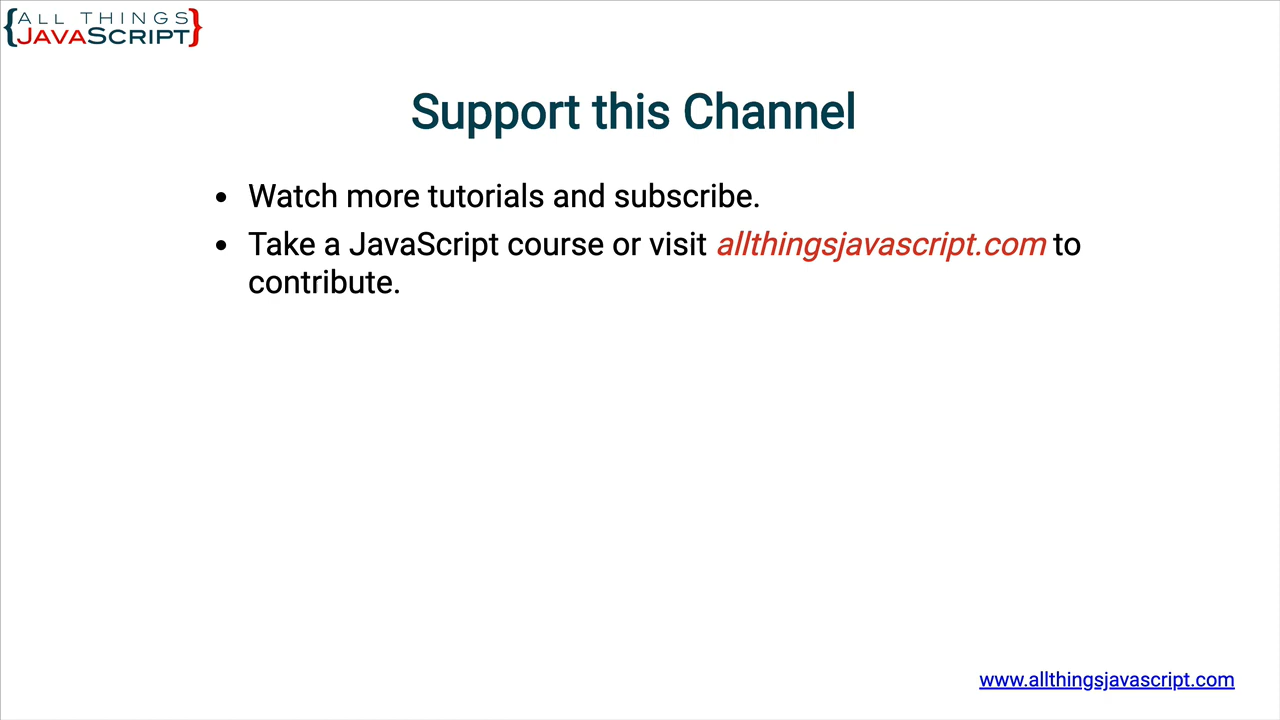 {ALL THINGS
JAVASCRIPT}
Support this Channel
• Watch more tutorials and subscribe.
• Take a JavaScript course or visit allthingsjavascript.com to
contribute.
www.allthingsjavascript.com